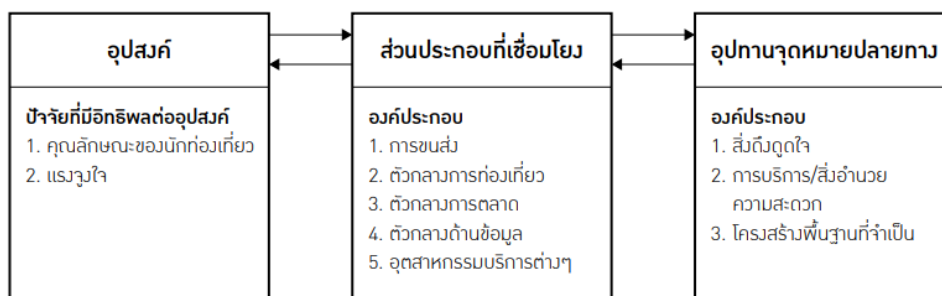 อุปสงค์
ปัจจัยที่มีอิทธิพลต่ออุปสงค์
1. คุณลักษณะของนักท่องเที่ยว
2. แรงจูงใจ
ส่วนประกอบที่เชื่อมโยง
องค์ประกอบ
1. การขนส่ง
2. ตัวกลางการท่องเที่ยว
3. ตัวกลางการตลาด
4. ตัวกลางด้านข้อมูล
5. อุตสาหกรรมบริการต่างๆ
อุปทานจุดหมายปลายทาง
องค์ประกอบ
1. สิ่งดึงดูดใจ
2. การบริการ/สิ่งอำนวย
ความสะดวก
3. โครงสร้างพื้นฐานที่จำเป็น